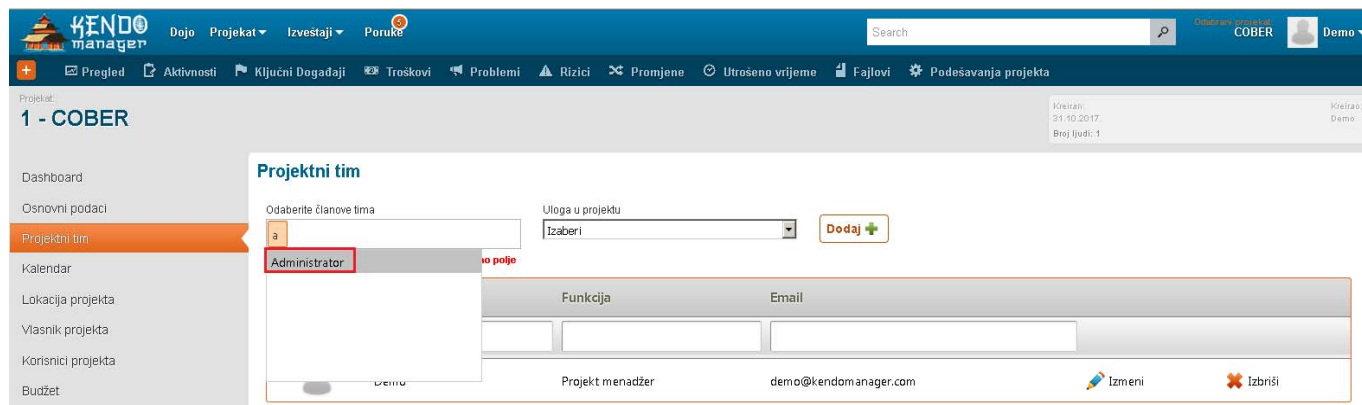 KENDO manager
Dojo Projekat Izveštaji Poruke 5
Search
Odabrani projekat:
COBER
Demo
Pregled Aktivnosti Ključni Događaji Troškovi Problemi Rizici Promjene Utrošeno vrijeme Fajlovi Podešavanja projekta
Projekat:
1 - COBER
Kreiran:
31.10.2017.
Broj ljudi: 1
Kreirao:
Demo
Dashboard
Osnovni podaci
Projektni tim
Kalendar
Lokacija projekta
Vlasnik projekta
Korisnici projekta
Budžet
Projektni tim
Odaberite članove tima
a
Administrator
Uloga u projektu
Izaberi
Dodaj
polje
Funkcija Email
Demo Projekt menadžer demo@kendomanager.com Izmeni Izbriši